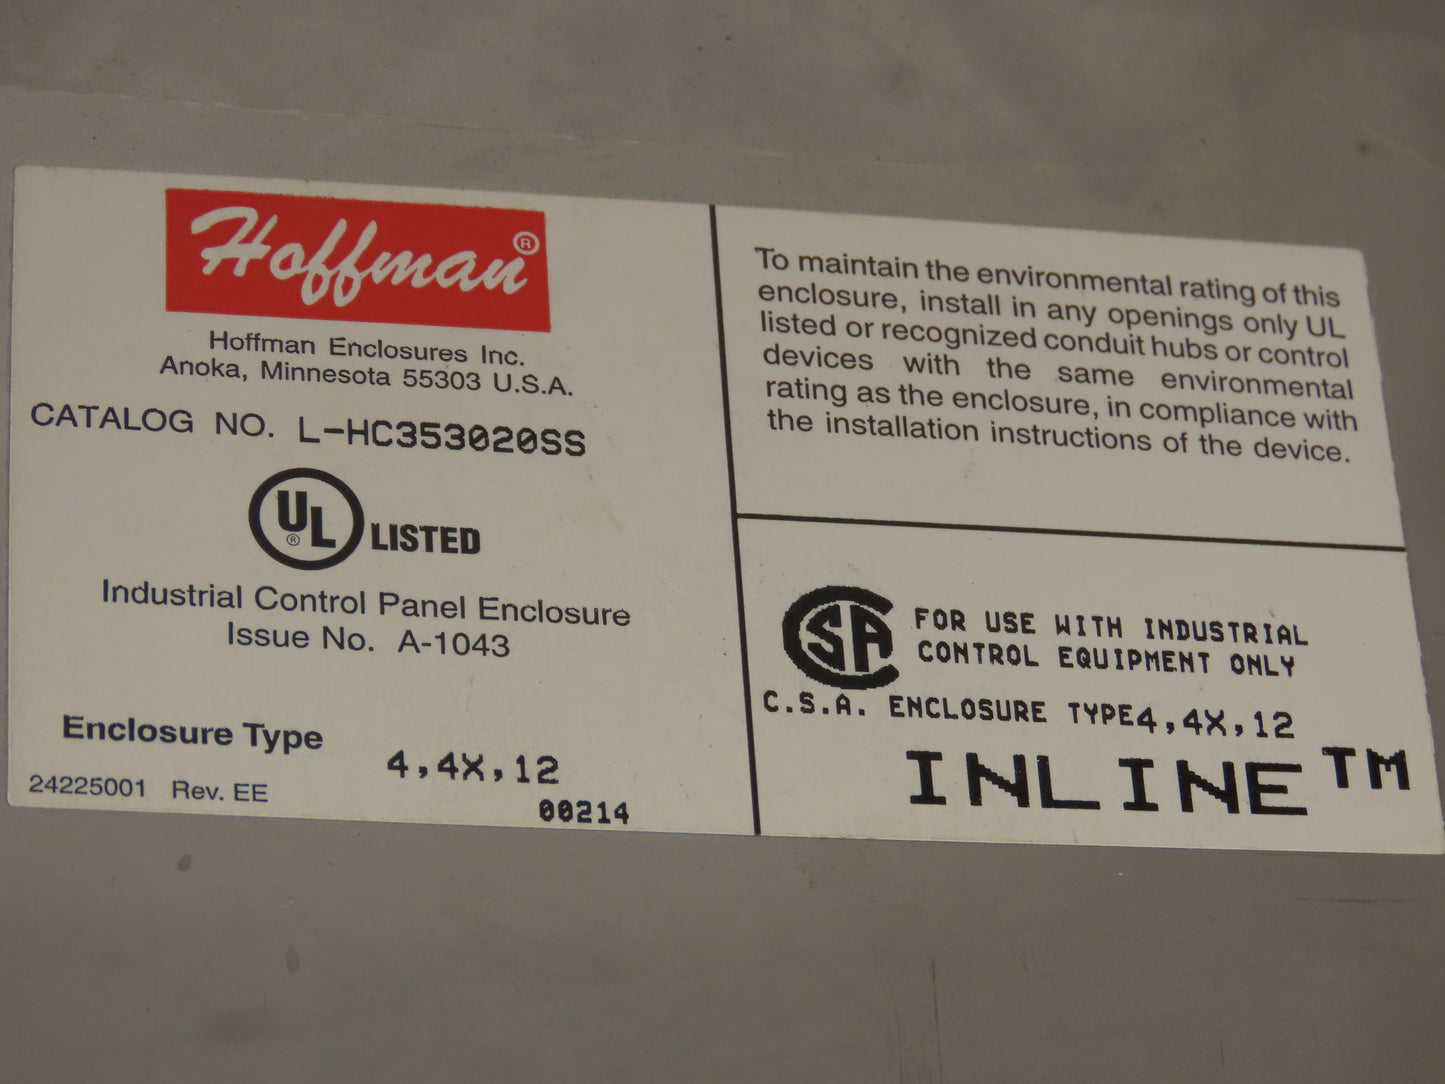 Hoffman®
Hoffman Enclosures Inc.
Anoka, Minnesota 55303 U.S.A.
CATALOG NO. L-HC353020SS
UL® LISTED
Industrial Control Panel Enclosure
Issue No. A-1043
Enclosure Type 4,4X,12
24225001 Rev. EE
00214
To maintain the environmental rating of this
enclosure, install in any openings only UL
listed or recognized conduit hubs or control
devices with the same environmental
rating as the enclosure, in compliance with
the installation instructions of the device.
CSA FOR USE WITH INDUSTRIAL
CONTROL EQUIPMENT ONLY
C.S.A. ENCLOSURE TYPE4,4X,12
INLINE™